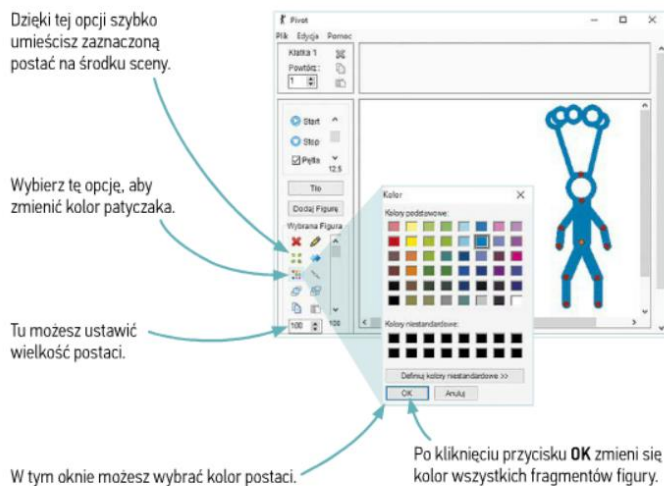 Dzięki tej opcji szybko
umieścisz zaznaczoną
postać na środku sceny.
Wybierz tę opcję, aby
zmienić kolor patyczaka.
Tu możesz ustawić
wielkość postaci.
W tym oknie możesz wybrać kolor postaci.
Po kliknięciu przycisku OK zmieni się
kolor wszystkich fragmentów figury.
Pivot
Plik Edycja Pomoc
Klatka 1
Powtórz:
1
Start
Stop
Pętla
12.5
Tło
Dodaj Figurę
Wybrana Figura
100
100
Kolor
Kolory podstawowe:
Kolory niestandardowe:
Definiuj kolory niestandardowe >>
OK Anuluj